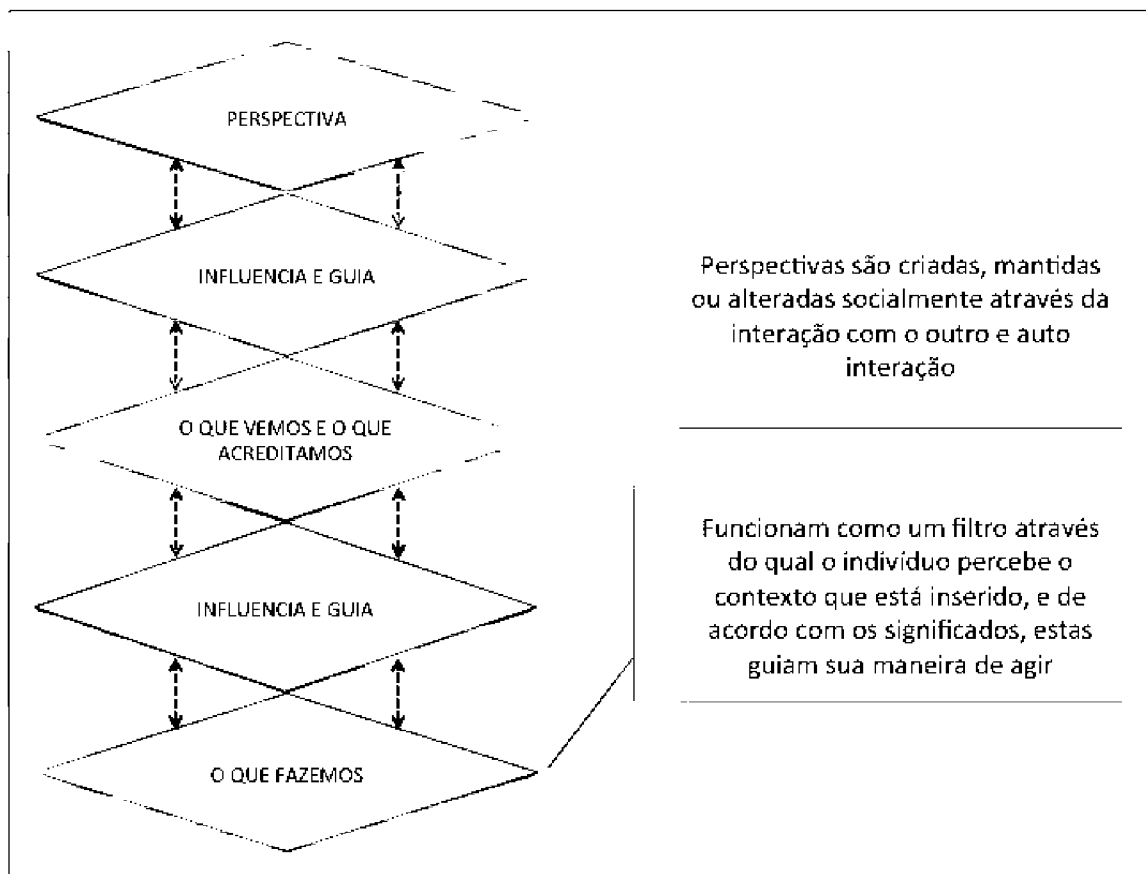 PERSPECTIVA
INFLUENCIA E GUIA
O QUE VEMOS E O QUE
ACREDITAMOS
INFLUENCIA E GUIA
O QUE FAZEMOS
Perspectivas são criadas, mantidas
ou alteradas socialmente através da
interação com o outro e auto
interação
Funcionam como um filtro através
do qual o indivíduo percebe o
contexto que está inserido, e de
acordo com os significados, estas
guiam sua maneira de agir